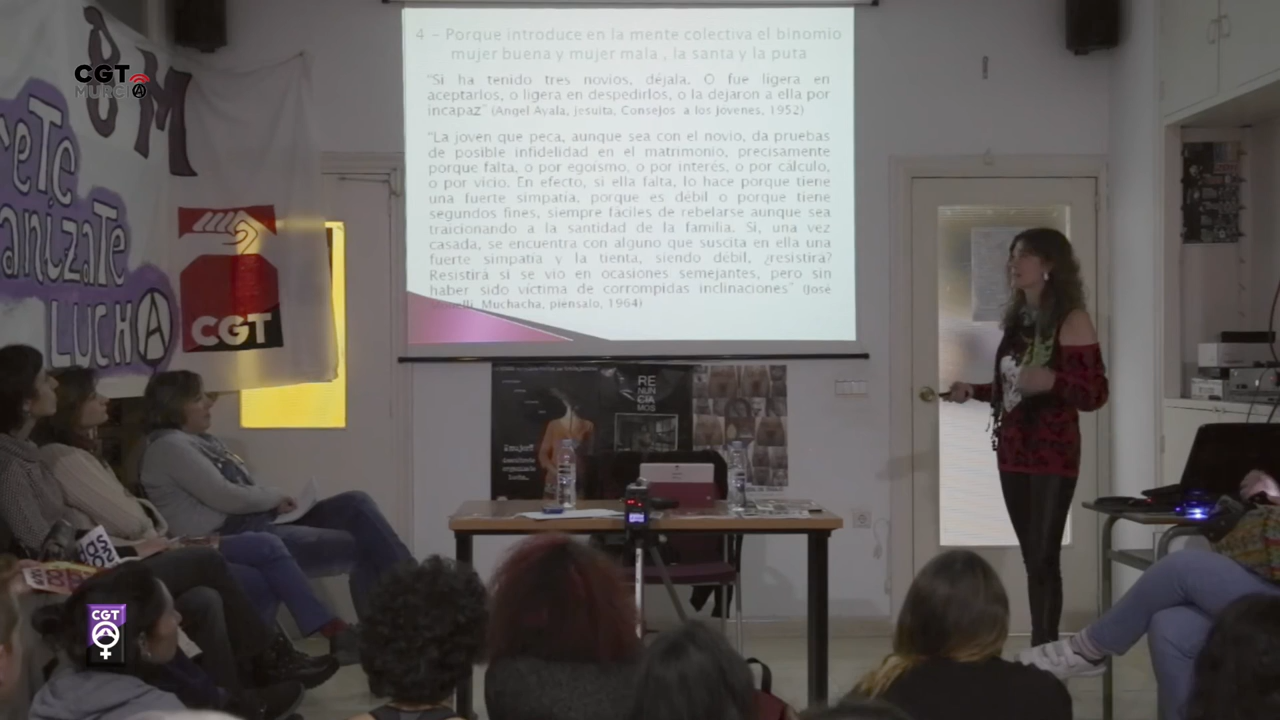 4 - Porque introduce en la mente colectiva el binomio
mujer buena y mujer mala , la santa y la puta
"Si ha tenido tres novios, déjala. O fue ligera en
aceptarlos, o ligera en despedirlos, o la dejaron a ella por
incapaz" (Angel Ayala, jesuita, Consejos a los jóvenes, 1952)
"La joven que peca, aunque sea con el novio, da pruebas
de posible infidelidad en el matrimonio, precisamente
porque falta, o por egoísmo, o por interés, o por cálculo,
o por vicio. En efecto, si ella falta, lo hace porque tiene
una fuerte simpatía, porque es débil o porque tiene
segundos fines, siempre fáciles de rebelarse aunque sea
traicionando a la santidad de la familia. Si, una vez
casada, se encuentra con alguno que suscita en ella una
fuerte simpatía y la tienta, siendo débil, ¿resistirá?
Resistirá si se vio en ocasiones semejantes, pero sin
haber sido víctima de corrompidas inclinaciones" (José
Muchacha, piensalo, 1964)
CGT
MURCIA
8M
reTe
anizaTe
LUCHA
CGT
RE
NUN
CIA
MOS
¿mujer?
CGT